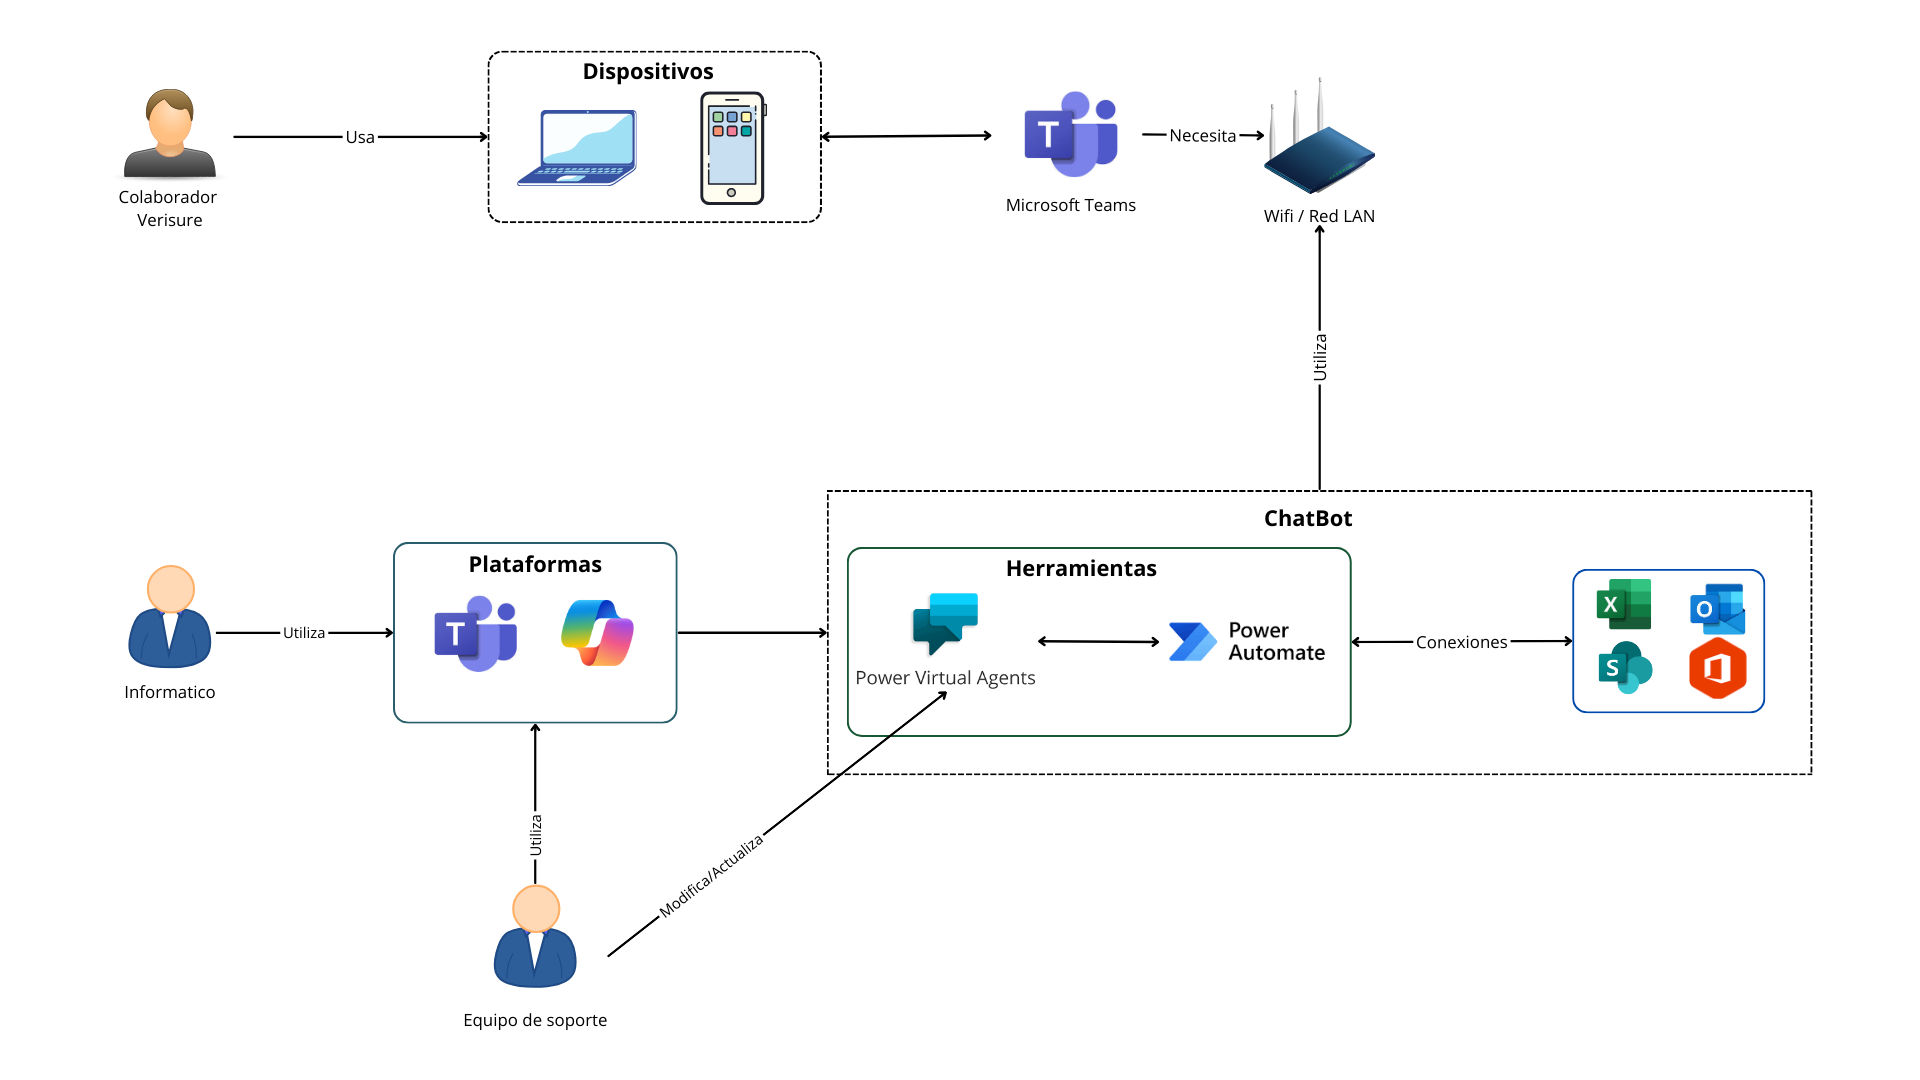 Dispositivos
Usa
Colaborador
Verisure
T
Microsoft Teams
Necesita
Wifi / Red LAN
Utiliza
ChatBot
Plataformas
T
Herramientas
Power Virtual Agents
Power
Automate
Conexiones
X
O
S
Utiliza
Informatico
Utiliza
Modifica/Actualiza
Equipo de soporte